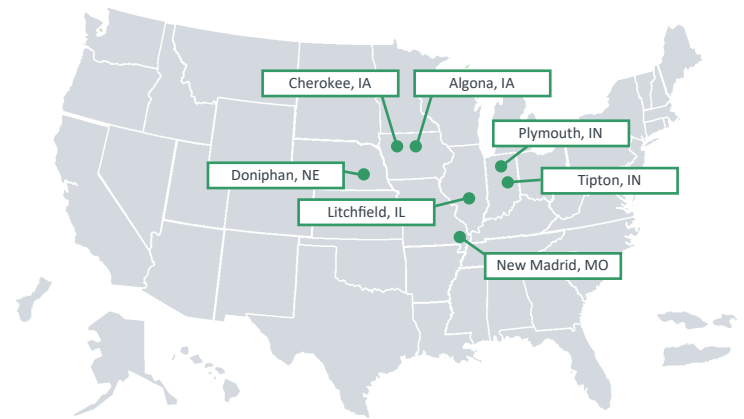 Cherokee, IA
Algona, IA
Plymouth, IN
Doniphan, NE
Tipton, IN
Litchfield, IL
New Madrid, MO